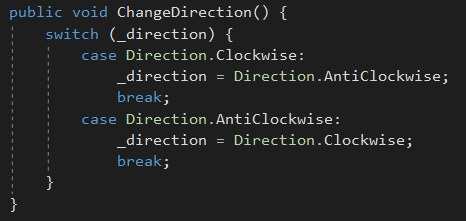 public void ChangeDirection() {
    switch (_direction) {
        case Direction.Clockwise:
            _direction = Direction.AntiClockwise;
            break;
        case Direction.AntiClockwise:
            _direction = Direction.Clockwise;
            break;
    }
}